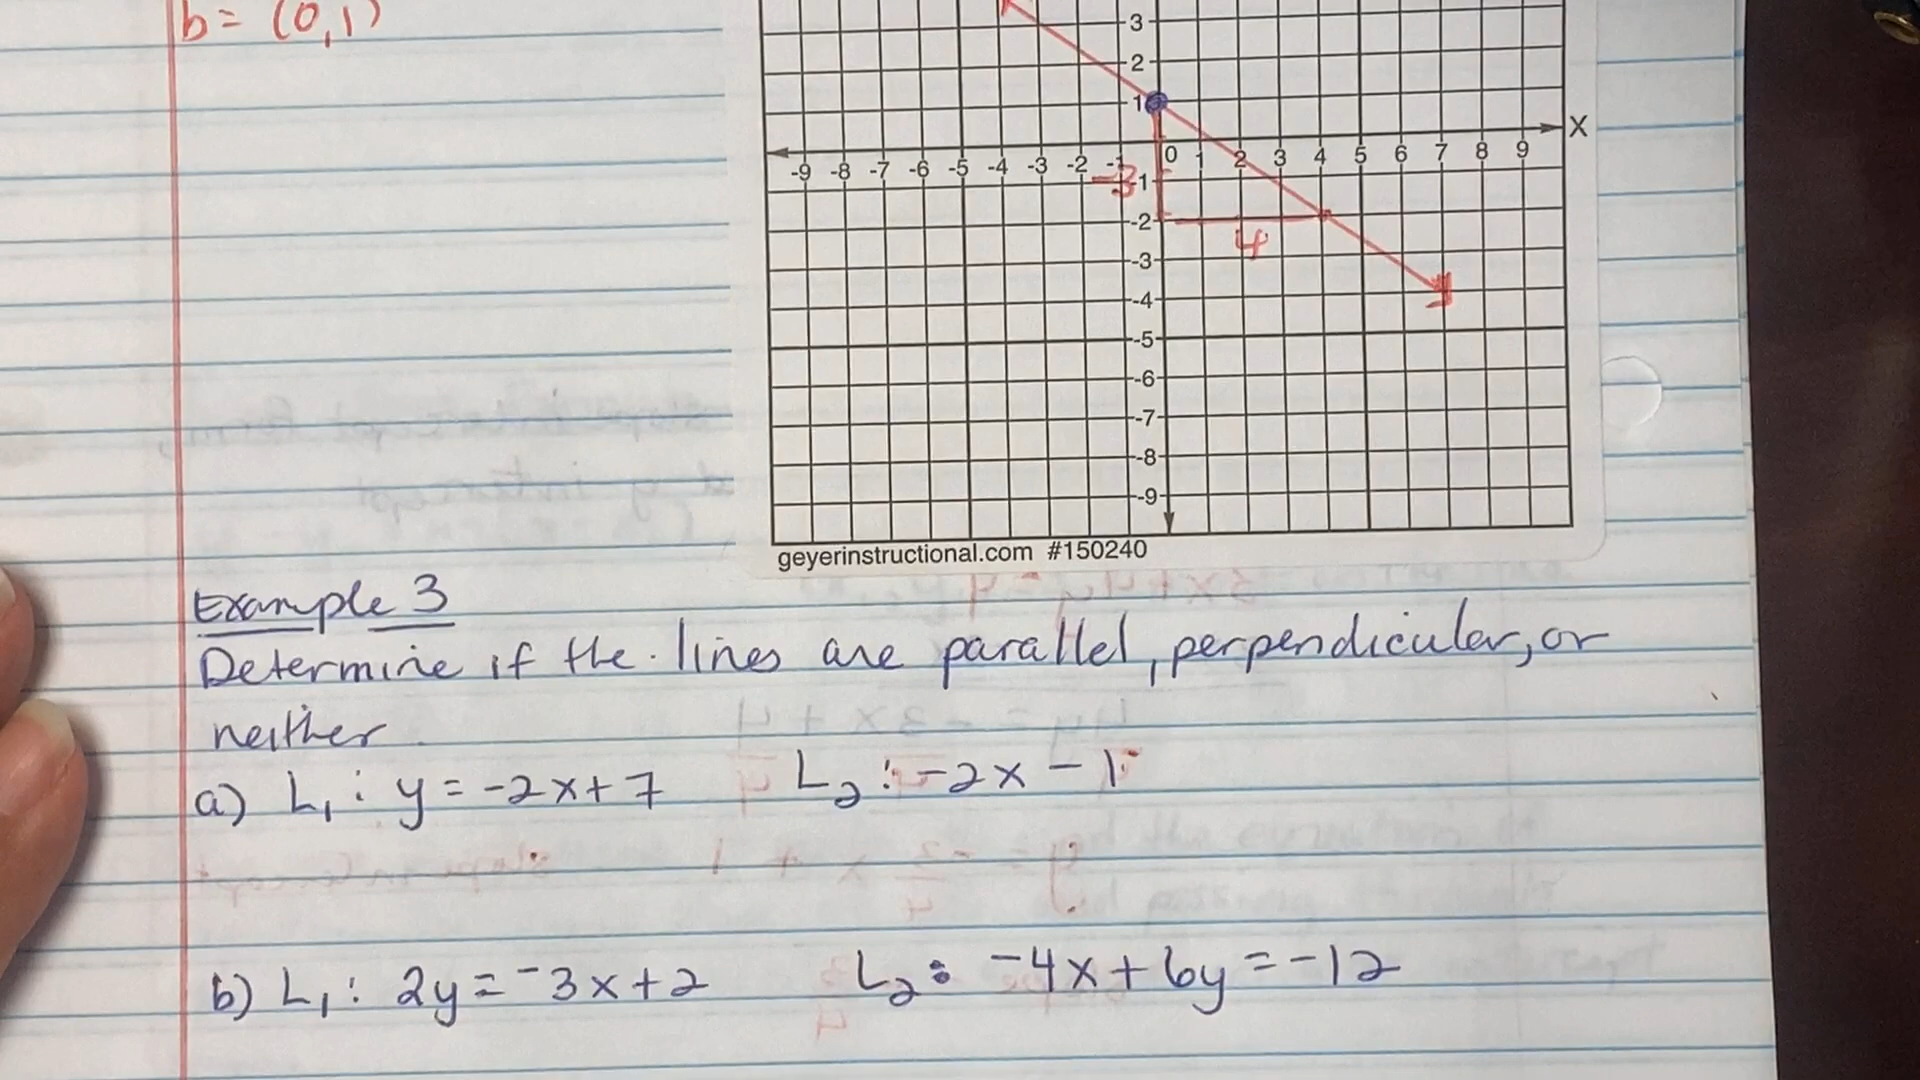 b = (0,1)
3
2
1
X
-9 -8 -7 -6 -5 -4 -3 -2 -1 0 1 2 3 4 5 6 7 8 9
-3
-1
-2
4
-3
-4
-5
-6
-7
-8
-9
geyerinstructional.com #150240
Example 3
Determine if the lines are parallel, perpendicular, or
neither.
a) L₁ : y = -2x + 7 L₂ : -2x - 1
b) L₁ : 2y = -3x + 2 L₂ : -4x + 6y = -12